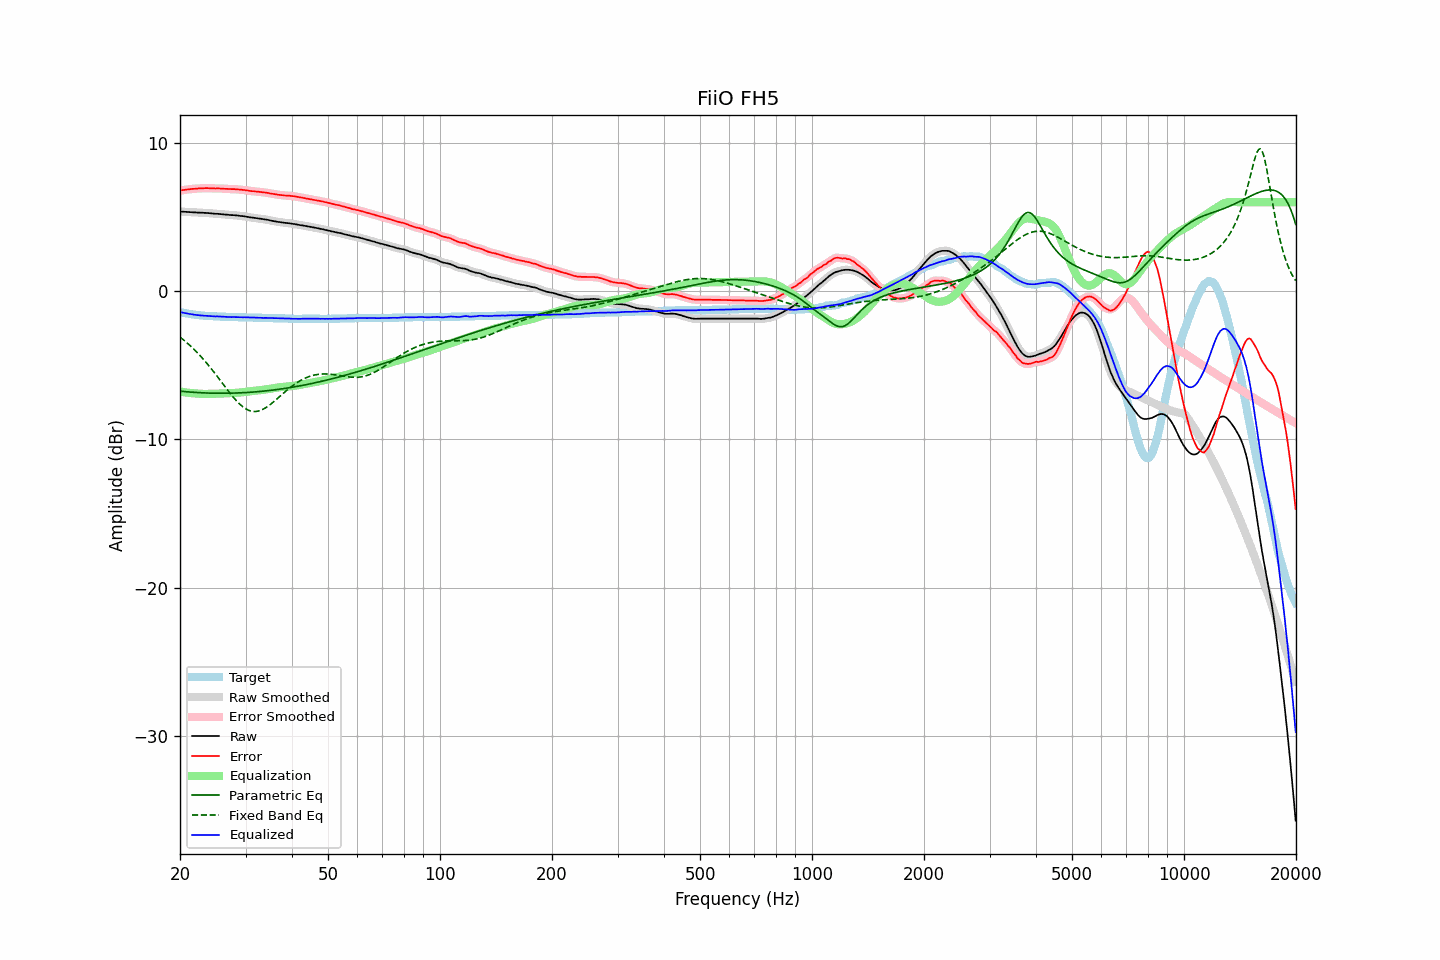 FiiO FH5
10
0
−10
−20
−30
Amplitude (dBr)
Target
Raw Smoothed
Error Smoothed
Raw
Error
Equalization
Parametric Eq
Fixed Band Eq
Equalized
20 50 100 200 500 1000 2000 5000 10000 20000
Frequency (Hz)